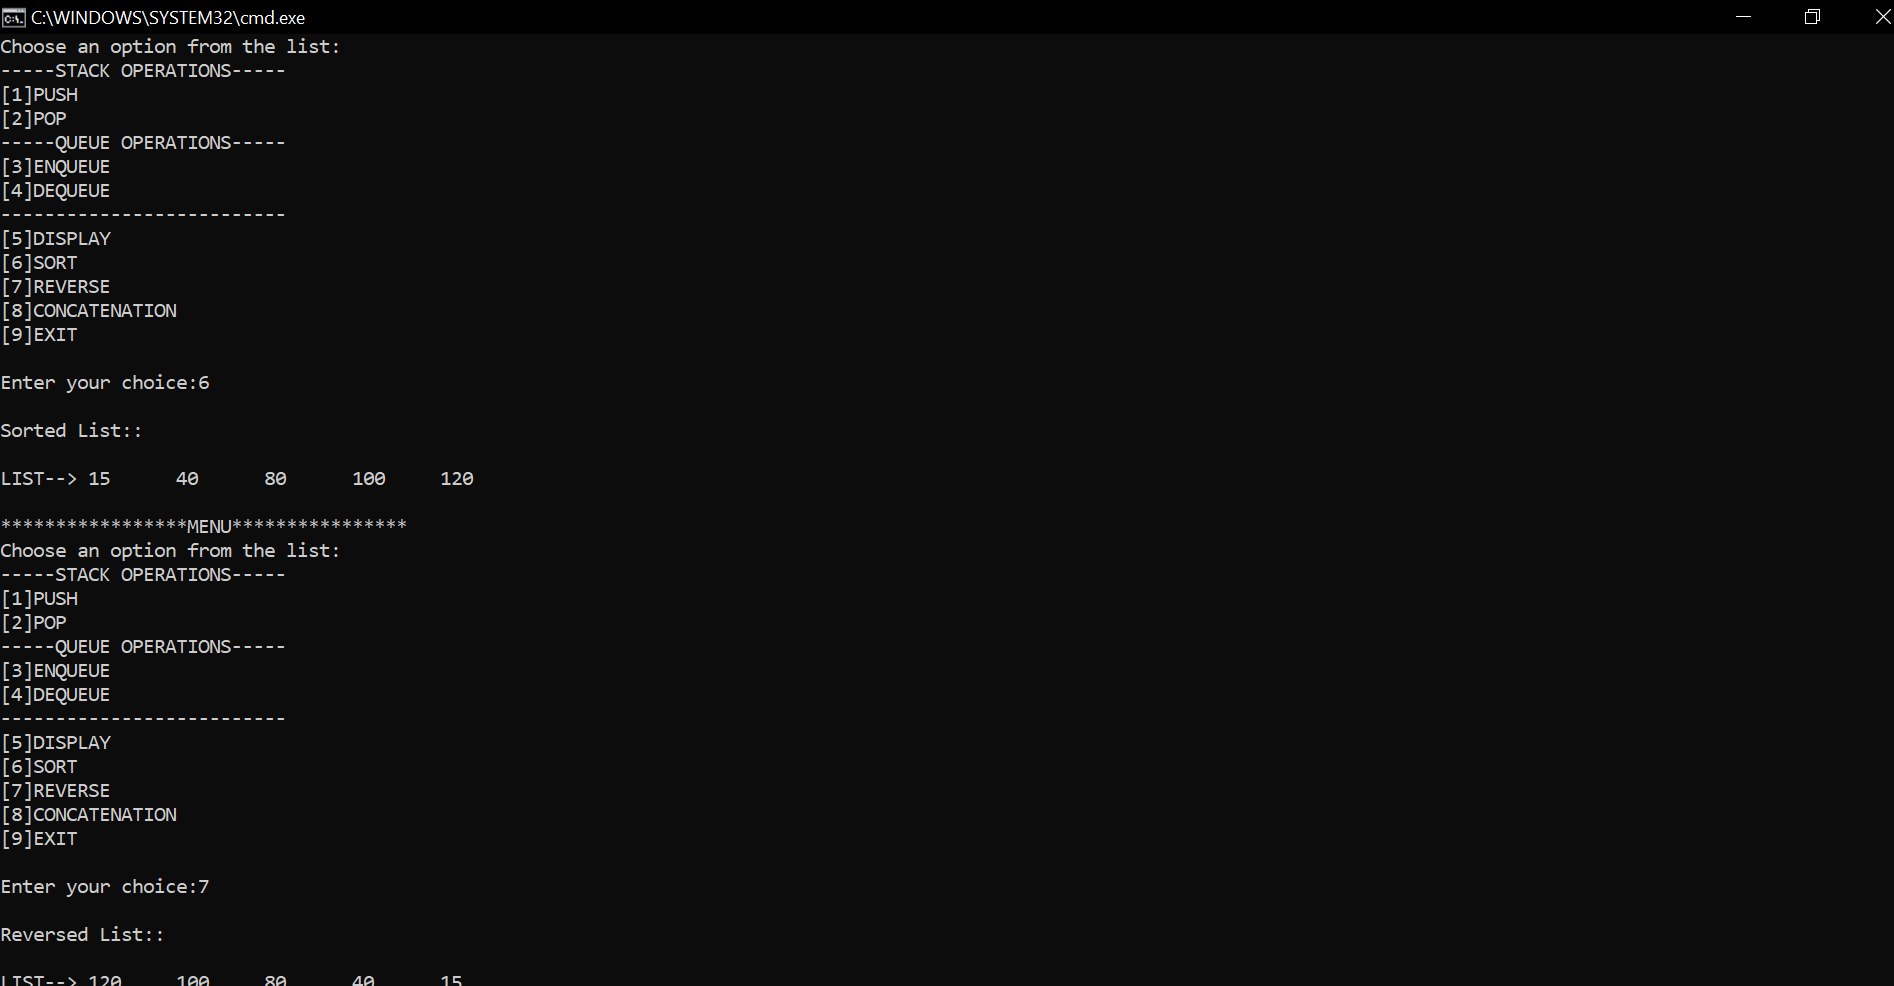 C:\WINDOWS\SYSTEM32\cmd.exe
Choose an option from the list:
-----STACK OPERATIONS-----
[1]PUSH
[2]POP
-----QUEUE OPERATIONS-----
[3]ENQUEUE
[4]DEQUEUE
--------------------------
[5]DISPLAY
[6]SORT
[7]REVERSE
[8]CONCATENATION
[9]EXIT
Enter your choice:6
Sorted List::
LIST--> 15 40 80 100 120
*****************MENU****************
Choose an option from the list:
-----STACK OPERATIONS-----
[1]PUSH
[2]POP
-----QUEUE OPERATIONS-----
[3]ENQUEUE
[4]DEQUEUE
--------------------------
[5]DISPLAY
[6]SORT
[7]REVERSE
[8]CONCATENATION
[9]EXIT
Enter your choice:7
Reversed List::
LIST--> 120 100 80 40 15